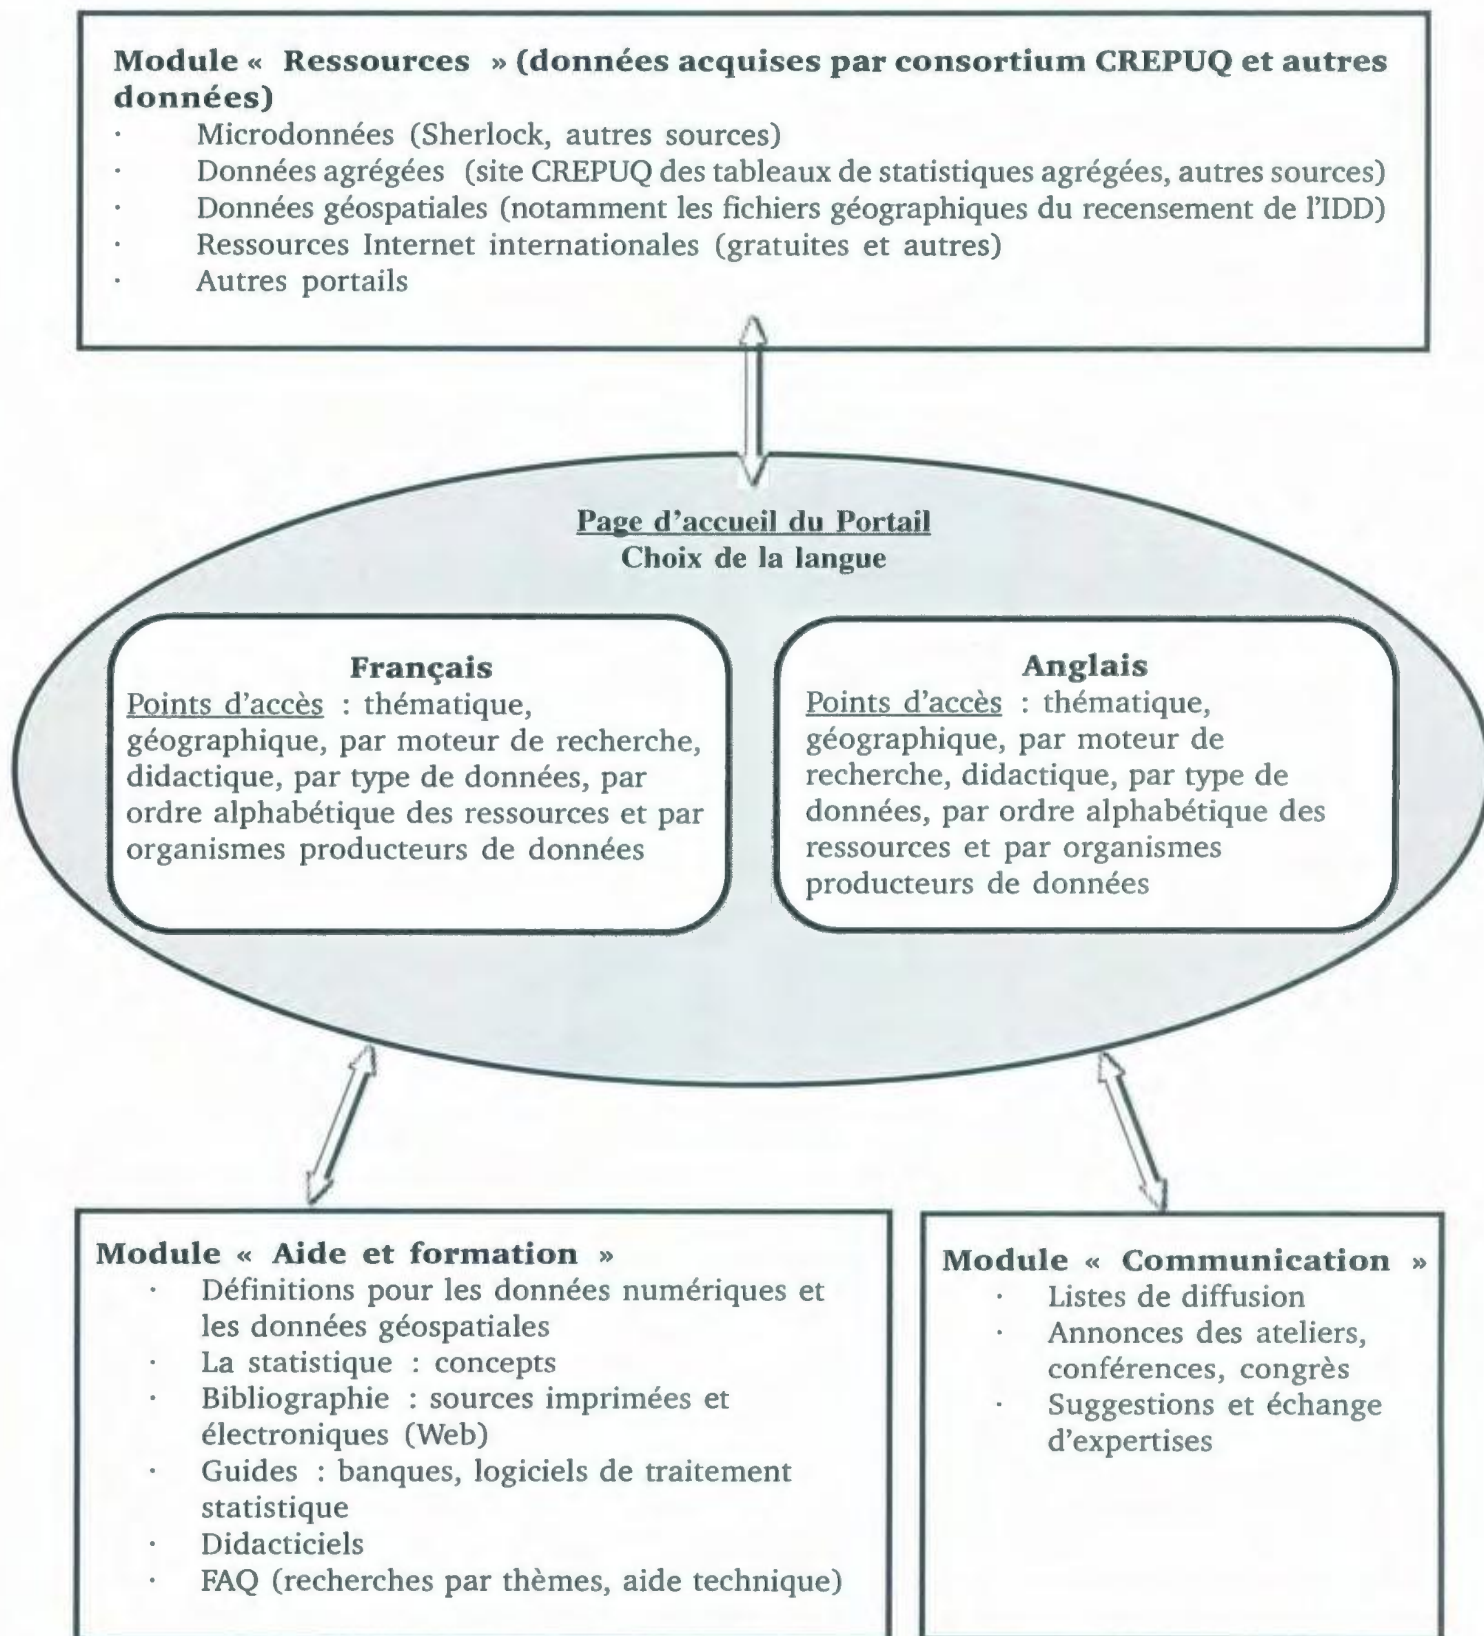 Module « Ressources » (données acquises par consortium CREPUQ et autres
données)
· Microdonnées (Sherlock, autres sources)
· Données agrégées (site CREPUQ des tableaux de statistiques agrégées, autres sources)
· Données géospatiales (notamment les fichiers géographiques du recensement de l'IDD)
· Ressources Internet internationales (gratuites et autres)
· Autres portails
Page d'accueil du Portail
Choix de la langue
Français
Points d'accès : thématique,
géographique, par moteur de recherche,
didactique, par type de données, par
ordre alphabétique des ressources et par
organismes producteurs de données
Anglais
Points d'accès : thématique,
géographique, par moteur de
recherche, didactique, par type de
données, par ordre alphabétique des
ressources et par organismes
producteurs de données
Module « Aide et formation »
· Définitions pour les données numériques et
les données géospatiales
· La statistique : concepts
· Bibliographie : sources imprimées et
électroniques (Web)
· Guides : banques, logiciels de traitement
statistique
· Didacticiels
· FAQ (recherches par thèmes, aide technique)
Module « Communication »
· Listes de diffusion
· Annonces des ateliers,
conférences, congrès
· Suggestions et échange
d'expertises